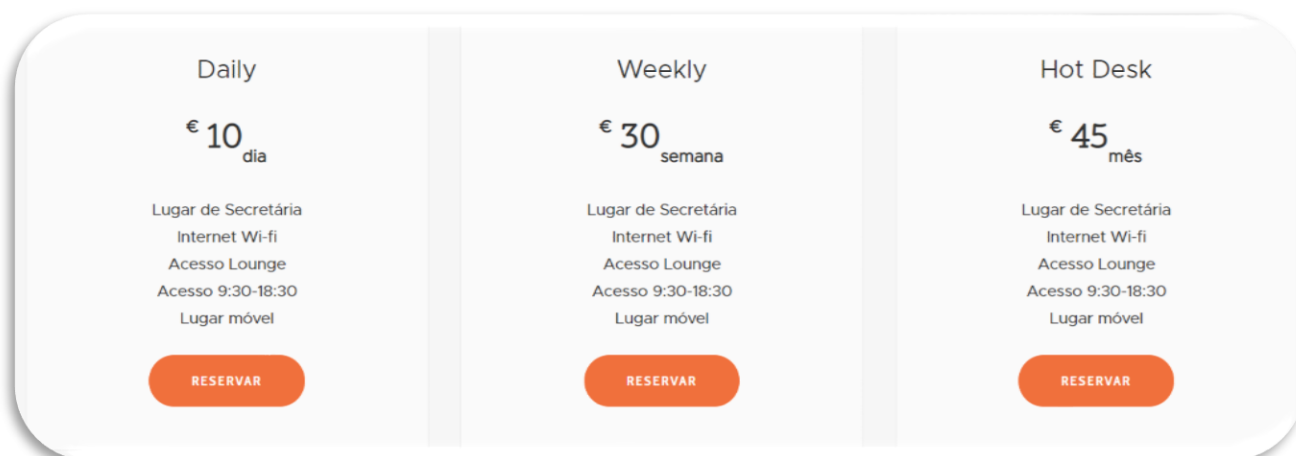 Daily
€ 10 dia
Lugar de Secretária
Internet Wi-fi
Acesso Lounge
Acesso 9:30-18:30
Lugar móvel
RESERVAR
Weekly
€ 30 semana
Lugar de Secretária
Internet Wi-fi
Acesso Lounge
Acesso 9:30-18:30
Lugar móvel
RESERVAR
Hot Desk
€ 45 mês
Lugar de Secretária
Internet Wi-fi
Acesso Lounge
Acesso 9:30-18:30
Lugar móvel
RESERVAR